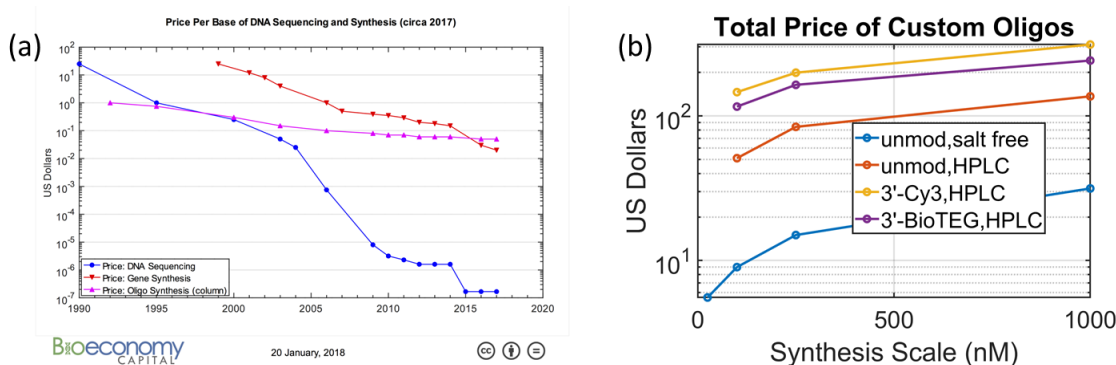 (a)
Price Per Base of DNA Sequencing and Synthesis (circa 2017)
US Dollars
10^2
10^1
10^0
10^-1
10^-2
10^-3
10^-4
10^-5
10^-6
10^-7
Price: DNA Sequencing
Price: Gene Synthesis
Price: Oligo Synthesis (column)
1990 1995 2000 2005 2010 2015 2020
Bioeconomy
CAPITAL
20 January, 2018
cc
(b)
Total Price of Custom Oligos
US Dollars
10^2
10^1
unmod,salt free
unmod,HPLC
3'-Cy3,HPLC
3'-BioTEG,HPLC
0 500 1000
Synthesis Scale (nM)